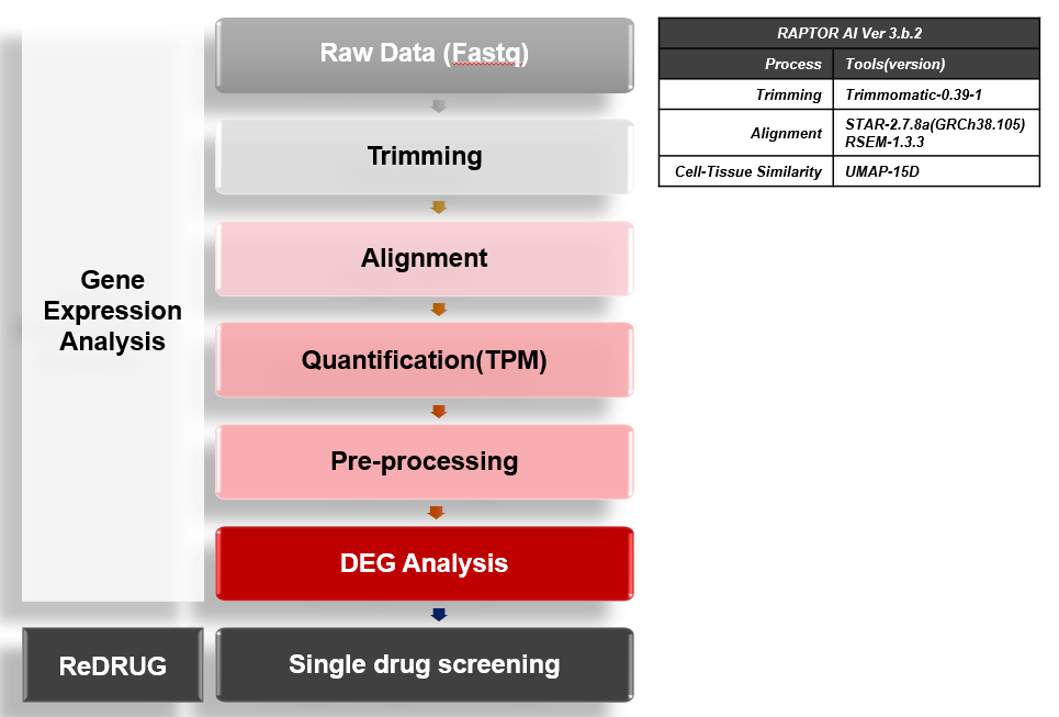 Raw Data (Fastq)
Trimming
Alignment
Quantification(TPM)
Pre-processing
DEG Analysis
Single drug screening
Gene
Expression
Analysis
ReDRUG
RAPTOR AI Ver 3.b.2
Process Tools(version)
Trimming Trimmomatic-0.39-1
Alignment STAR-2.7.8a(GRCh38.105)
RSEM-1.3.3
Cell-Tissue Similarity UMAP-15D